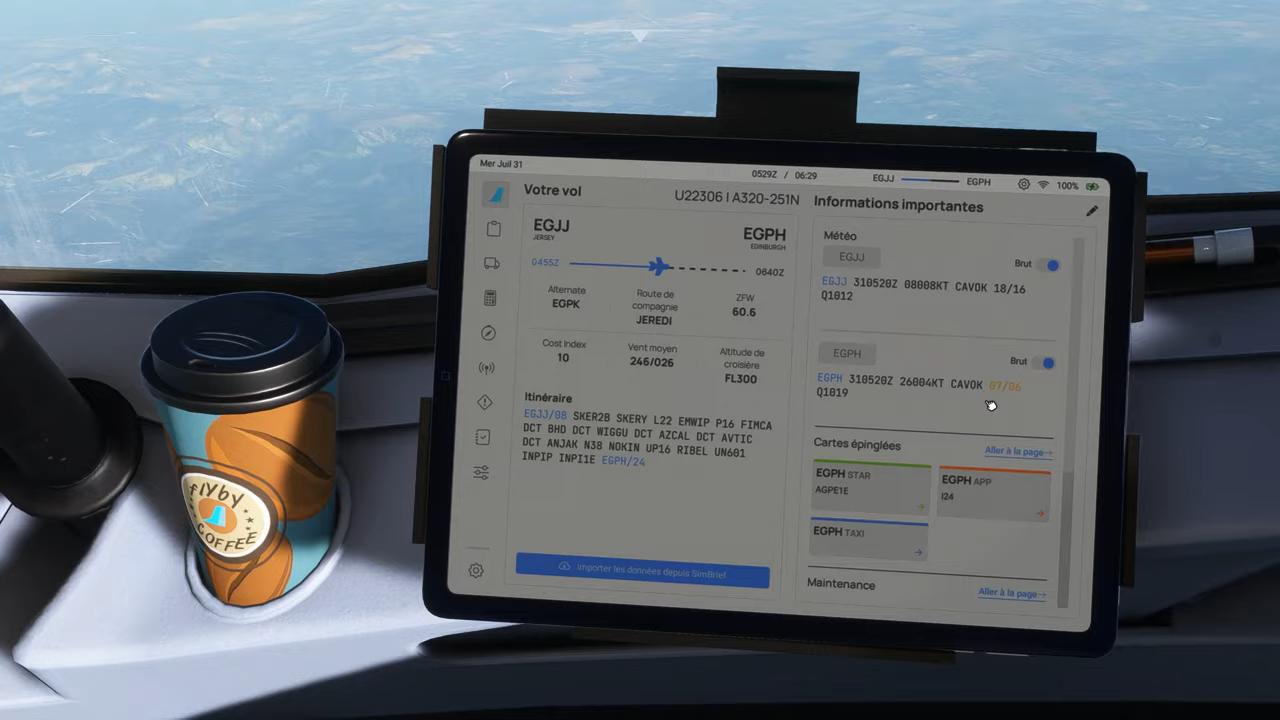 Mer Juil 31
0529Z / 06:29
EGJJ
EGPH
100%
Votre vol
U22306 | A320-251N
EGJJ
JERSEY
EGPH
EDINBURGH
0455Z
0640Z
Alternate
EGPK
Route de
compagnie
JEREDI
ZFW
60.6
Cost Index
10
Vent moyen
246/026
Altitude de
croisière
FL300
Itinéraire
EGJJ/08 SKER2B SKERY L22 EMWIP P16 FIMCA
DCT BHD DCT WIGGU DCT AZCAL DCT AVTIC
DCT ANJAK N38 NOKIN UP16 RIBEL UN601
INPIP INPI1E EGPH/24
Importer les données depuis SimBrief
Informations importantes
Météo
EGJJ
Brut
EGJJ 310520Z 08008KT CAVOK 18/16
Q1012
EGPH
Brut
EGPH 310520Z 26004KT CAVOK 07/06
Q1019
Cartes épinglées
Aller à la page
EGPH STAR
AGPE1E
EGPH APP
I24
EGPH TAXI
Maintenance
Aller à la page
flyby
COFFEE